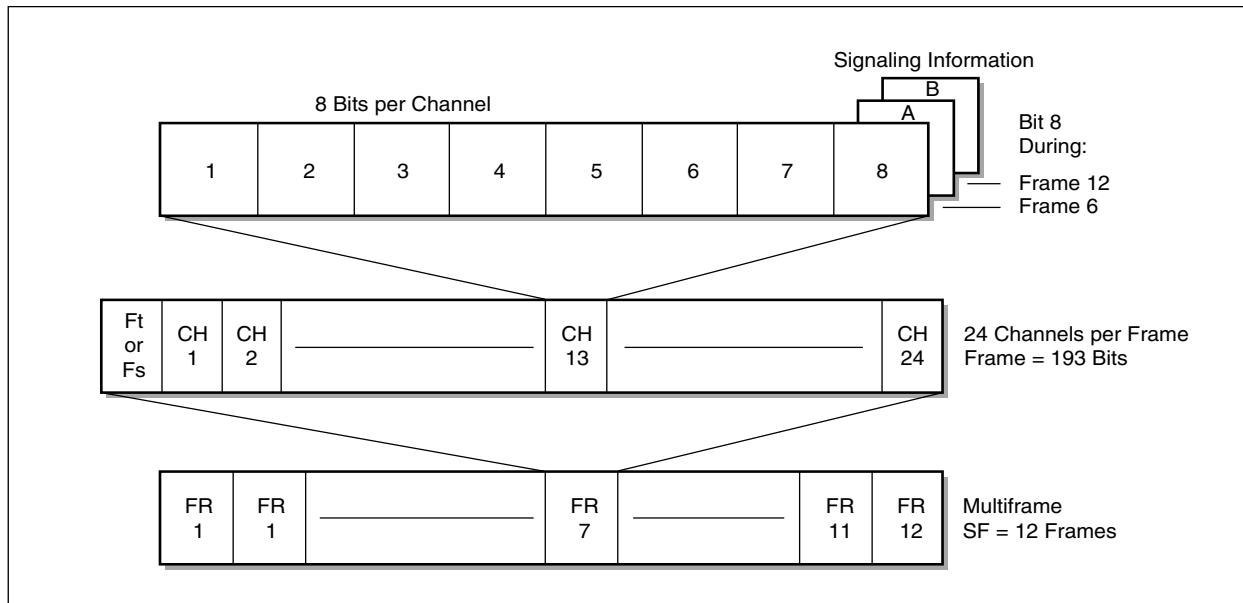 Signaling Information
8 Bits per Channel
B
A
1 2 3 4 5 6 7 8
Bit 8
During:
Frame 12
Frame 6
Ft
or
Fs
CH
1
CH
2
CH
13
CH
24
24 Channels per Frame
Frame = 193 Bits
FR
1
FR
1
FR
7
FR
11
FR
12
Multiframe
SF = 12 Frames